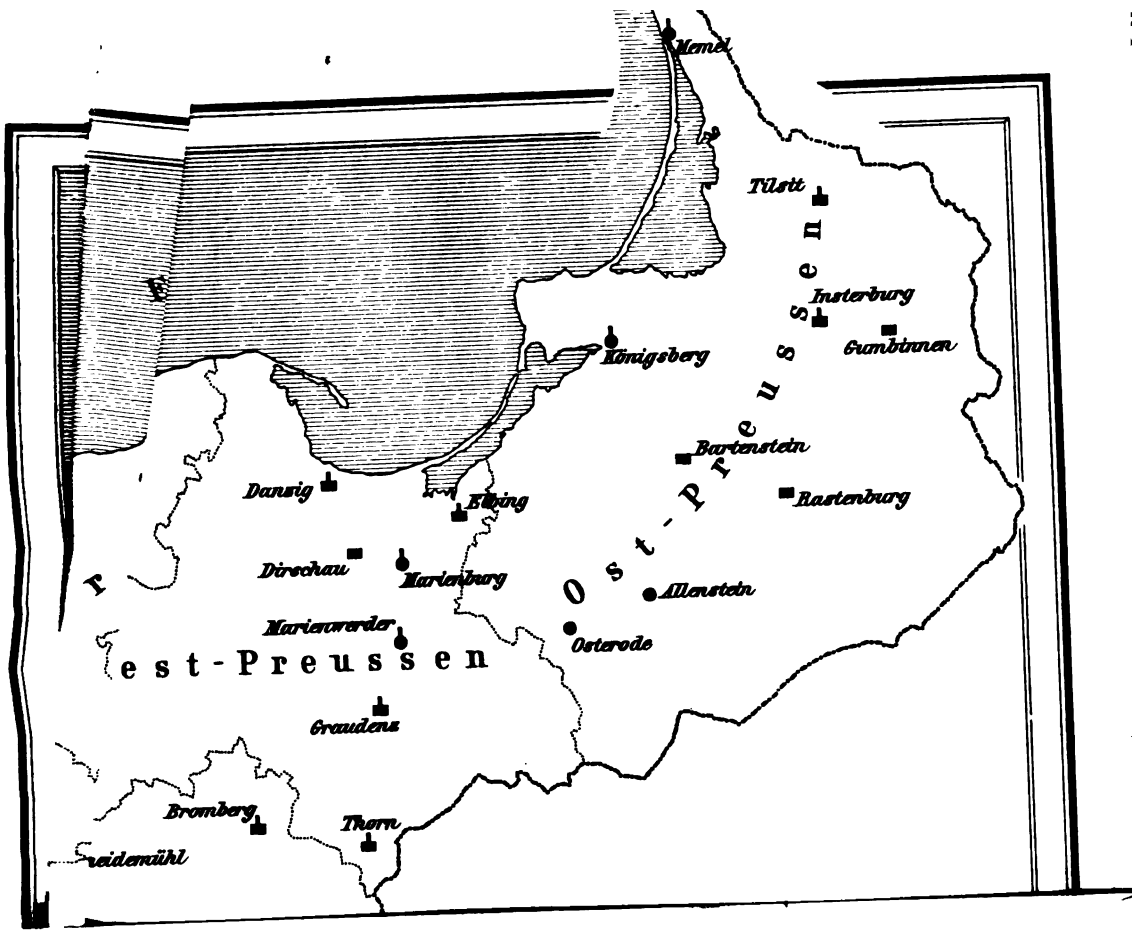 Memel
Tilsit
E
Insterburg
Gumbinnen
Königsberg
Ost-Preussen
Bartenstein
Danzig
Elbing
Rastenburg
Dirschau
Marienburg
r
Allenstein
Marienwerder
Osterode
est-Preussen
Graudenz
Bromberg
Thorn
neidemühl